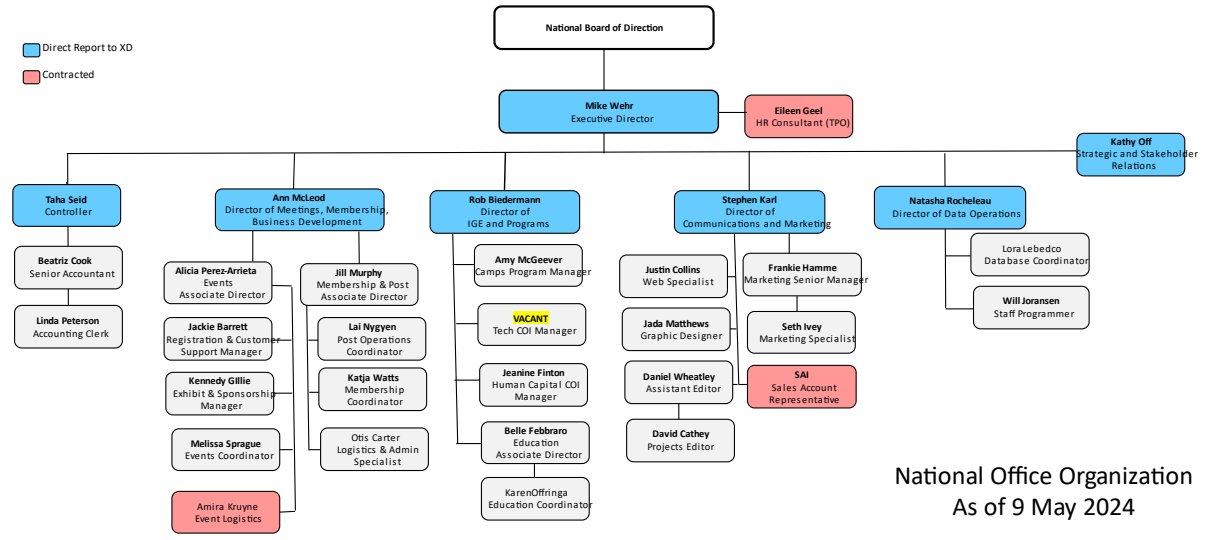 National Board of Direction
Direct Report to XD
Contracted
Mike Wehr
Executive Director
Eileen Geel
HR Consultant (TPO)
Kathy Off
Strategic and Stakeholder
Relations
Taha Seid
Controller
Ann McLeod
Director of Meetings, Membership,
Business Development
Rob Biedermann
Director of
IGE and Programs
Stephen Karl
Director of
Communications and Marketing
Natasha Rocheleau
Director of Data Operations
Beatriz Cook
Senior Accountant
Linda Peterson
Accounting Clerk
Alicia Perez-Arrieta
Events
Associate Director
Jackie Barrett
Registration & Customer
Support Manager
Kennedy GIllie
Exhibit & Sponsorship
Manager
Melissa Sprague
Events Coordinator
Amira Kruyne
Event Logistics
Jill Murphy
Membership & Post
Associate Director
Lai Nygyen
Post Operations
Coordinator
Katja Watts
Membership
Coordinator
Otis Carter
Logistics & Admin
Specialist
Amy McGeever
Camps Program Manager
VACANT
Tech COI Manager
Jeanine Finton
Human Capital COI
Manager
Belle Febbraro
Education
Associate Director
KarenOffringa
Education Coordinator
Justin Collins
Web Specialist
Jada Matthews
Graphic Designer
Daniel Wheatley
Assistant Editor
David Cathey
Projects Editor
Frankie Hamme
Marketing Senior Manager
Seth Ivey
Marketing Specialist
SAI
Sales Account
Representative
Lora Lebedco
Database Coordinator
Will Joransen
Staff Programmer
National Office Organization
As of 9 May 2024